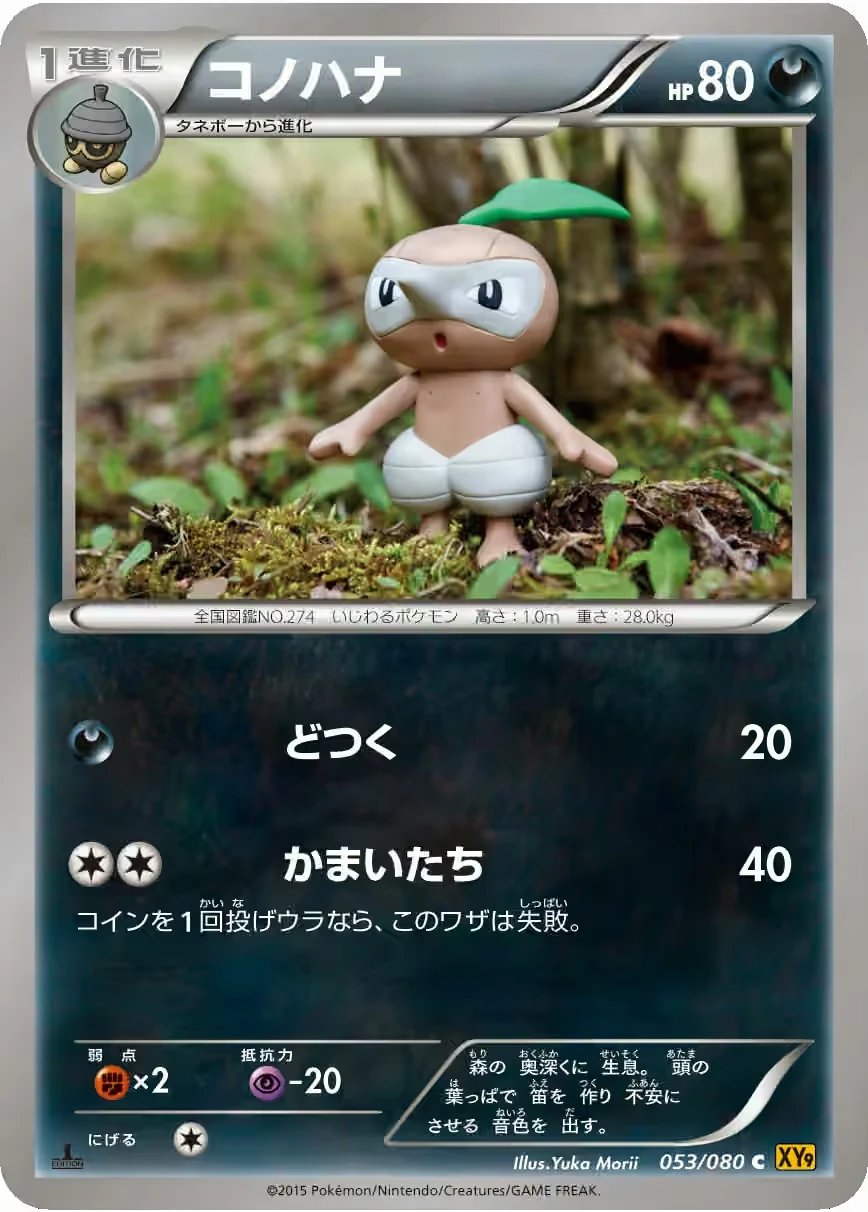 1進化
コノハナ
HP80
タネボーから進化
全国図鑑NO.274 いじわるポケモン 高さ：1.0m 重さ：28.0kg
どつく 20
かまいたち 40
コインを1回投げウラなら、このワザは失敗。
弱点 抵抗力
×2 -20
にげる
森の 奥深くに 生息。 頭の
葉っぱで 笛を 作り 不安に
させる 音色を 出す。
1 EDITION
Illus.Yuka Morii 053/080 C XY9
©2015 Pokémon/Nintendo/Creatures/GAME FREAK.